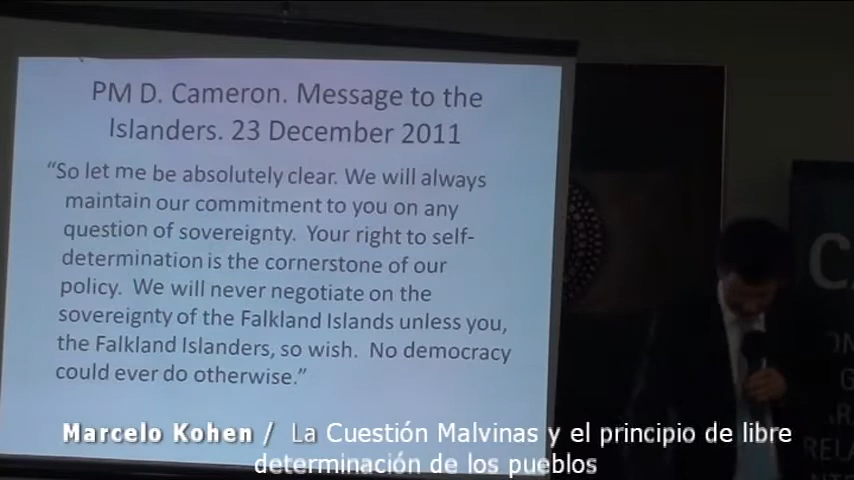 PM D. Cameron. Message to the
Islanders. 23 December 2011
“So let me be absolutely clear. We will always
maintain our commitment to you on any
question of sovereignty. Your right to self-
determination is the cornerstone of our
policy. We will never negotiate on the
sovereignty of the Falkland Islands unless you,
the Falkland Islanders, so wish. No democracy
could ever do otherwise.”
Marcelo Kohen / La Cuestión Malvinas y el principio de libre
determinación de los pueblos